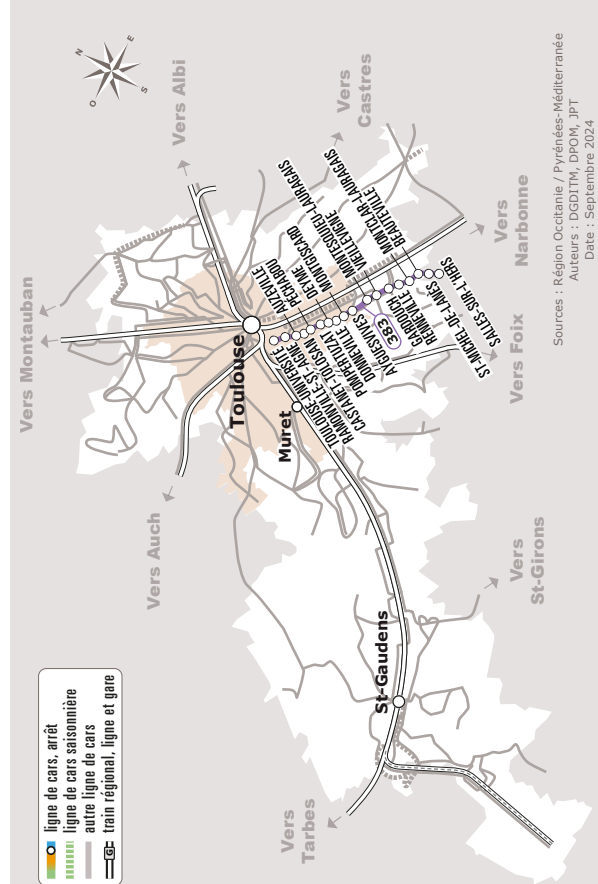 ligne de cars, arrêt
ligne de cars saisonnière
autre ligne de cars
G
train régional, ligne et gare
N
E
S
O
Vers Montauban
Vers Albi
Vers
Castres
Vers Auch
Toulouse
Muret
St-Gaudens
Vers
Tarbes
Vers
St-Girons
Vers Foix
Vers
Narbonne
TOULOUSE-UNIVERSITÉ
RAMONVILLE-ST-AGNE
AUZEVILLE
CASTANET-TOLOSAN
PECHABOU
POMPERTUZAT
DEYME
DONNEVILLE
MONTGISCARD
AYGUESVIVES
MONTESQUIEU-LAURAGAIS
VIEILLEVIGNE
GARDOUCH
RENNEVILLE
MONTCLAR-LAURAGAIS
BEAUTEVILLE
ST-MICHEL-DE-LANÈS
SALLES-SUR-L'HERS
383
Sources : Région Occitanie / Pyrénées-Méditerranée
Auteurs : DGDITM, DPOM, JPT
Date : Septembre 2024